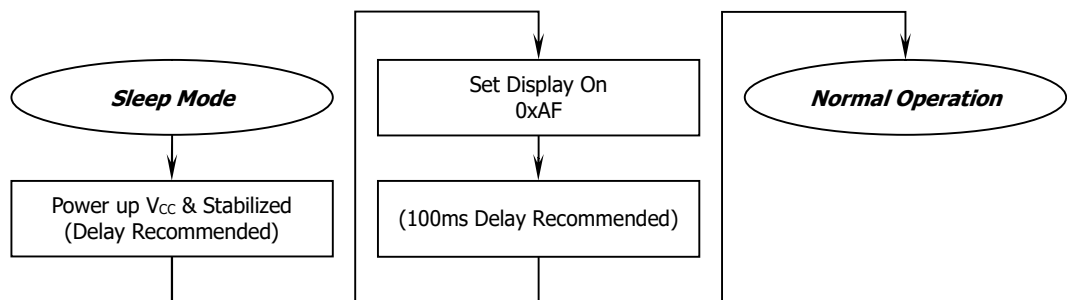 Sleep Mode
Power up VCC & Stabilized
(Delay Recommended)
Set Display On
0xAF
(100ms Delay Recommended)
Normal Operation